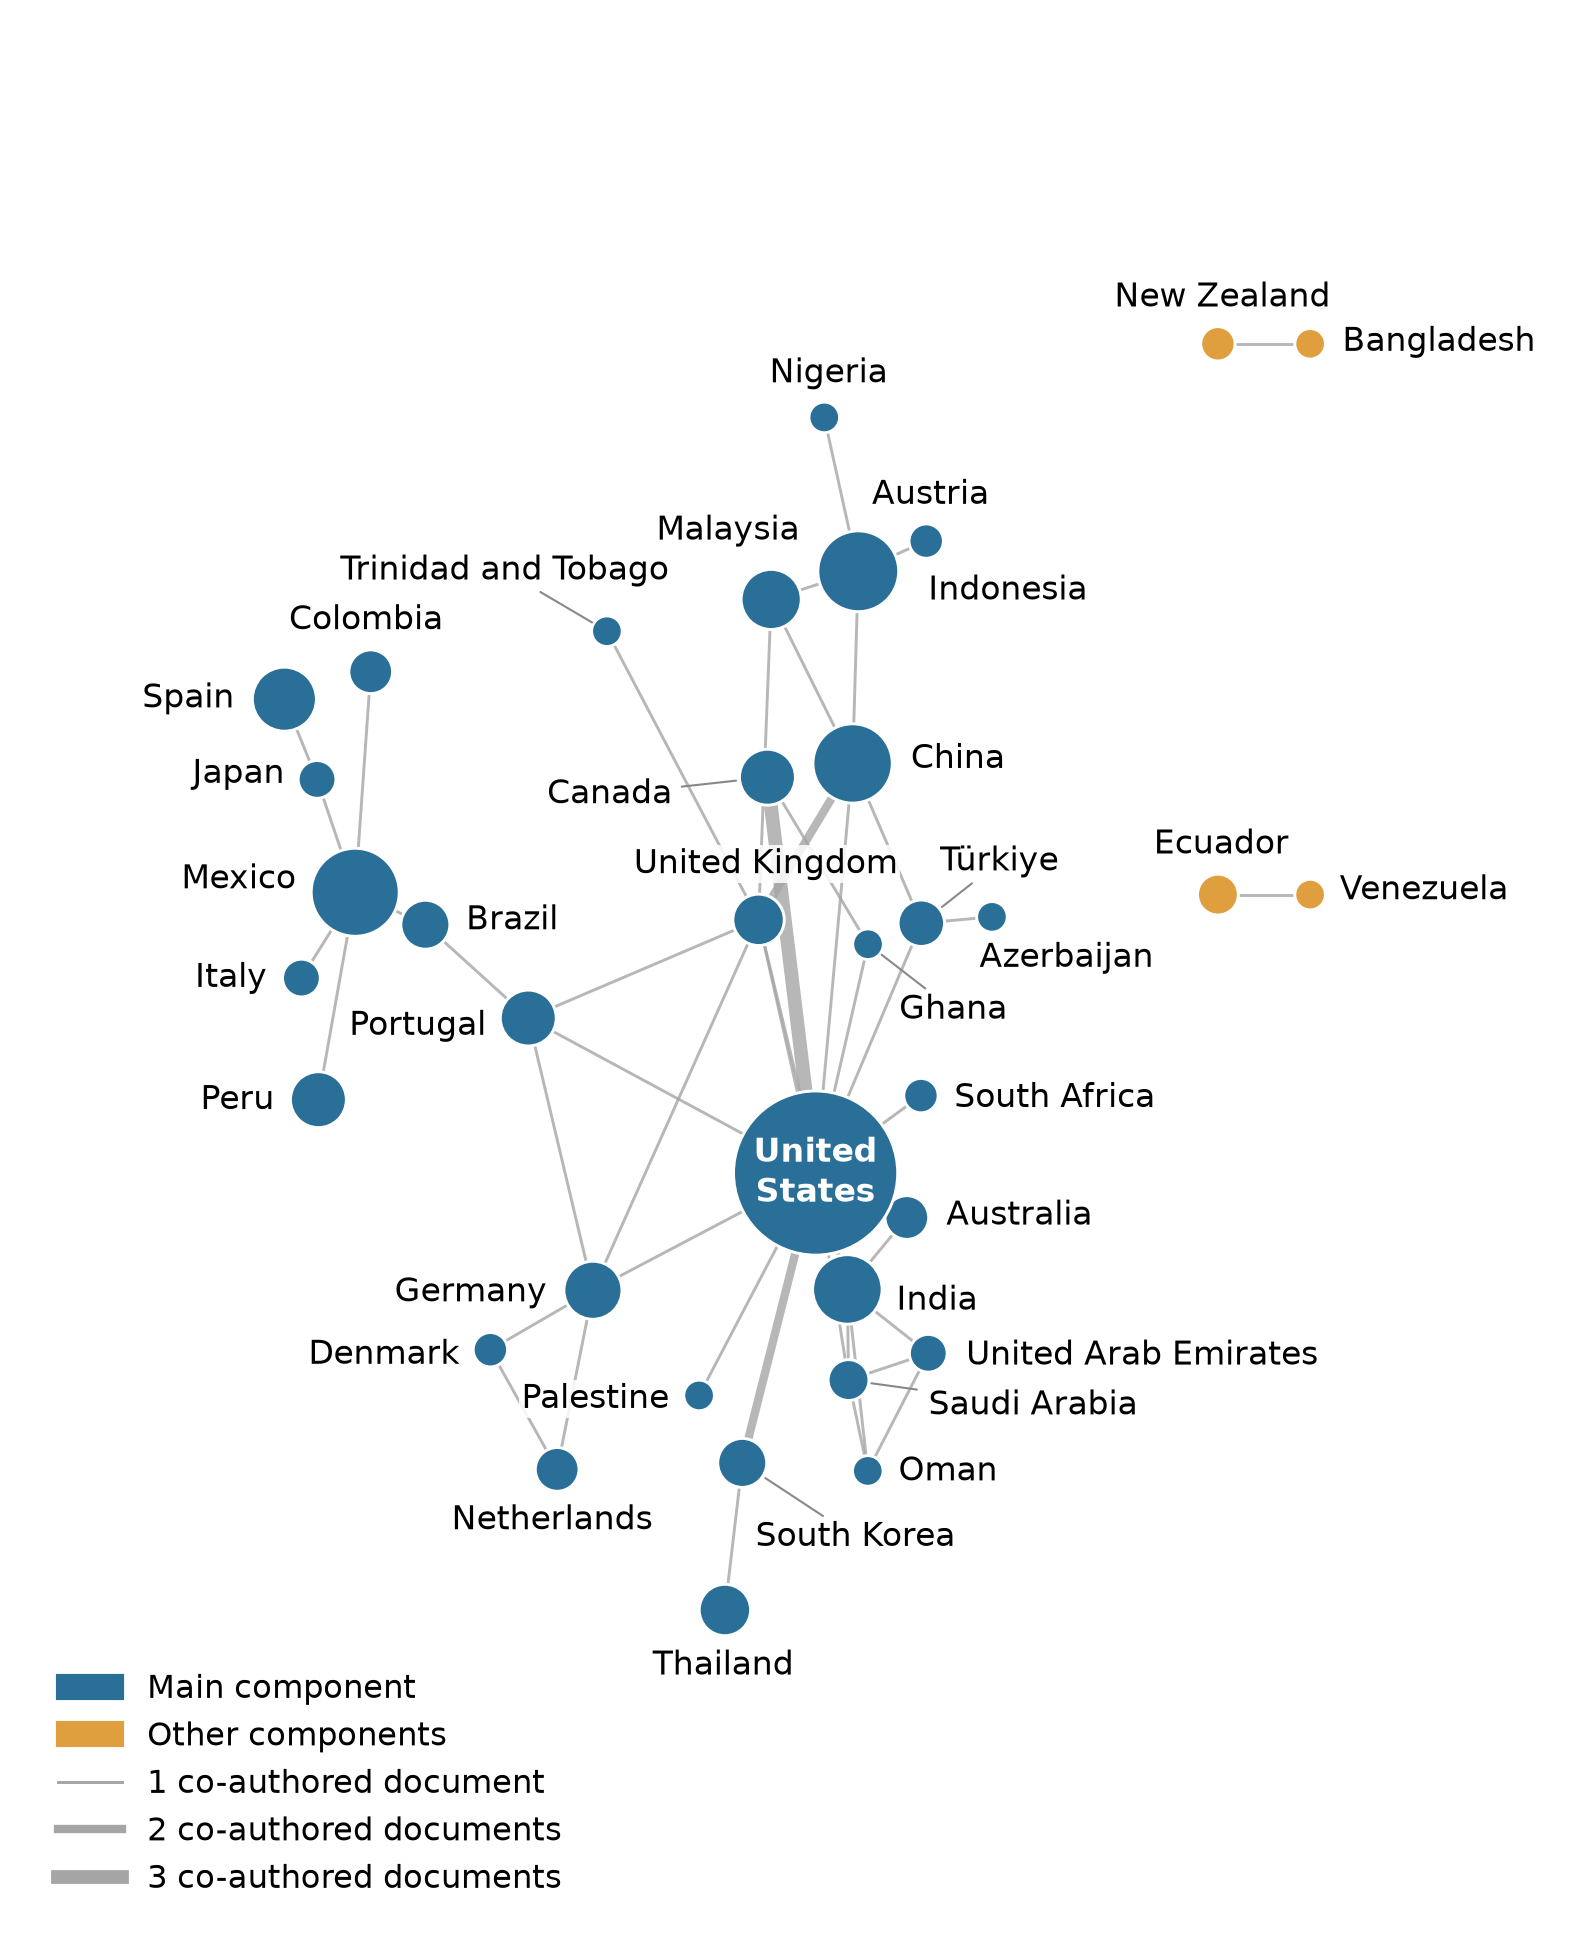 New Zealand
Bangladesh
Nigeria
Austria
Malaysia
Trinidad and Tobago
Indonesia
Colombia
Spain
China
Japan
Canada
United Kingdom
Türkiye
Ecuador
Mexico
Venezuela
Brazil
Azerbaijan
Italy
Ghana
Portugal
South Africa
Peru
United
States
Australia
Germany
India
Denmark
United Arab Emirates
Palestine
Saudi Arabia
Oman
Netherlands
South Korea
Thailand
Main component
Other components
1 co-authored document
2 co-authored documents
3 co-authored documents